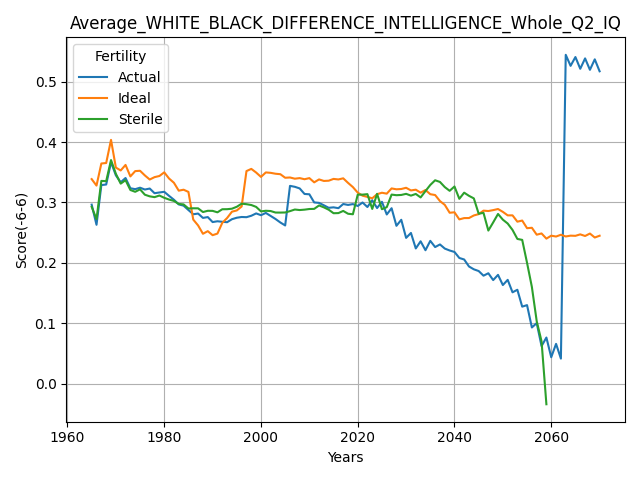 Average_WHITE_BLACK_DIFFERENCE_INTELLIGENCE_Whole_Q2_IQ
Fertility
Actual
Ideal
Sterile
Score(-6-6)
0.5
0.4
0.3
0.2
0.1
0.0
1960 1980 2000 2020 2040 2060
Years